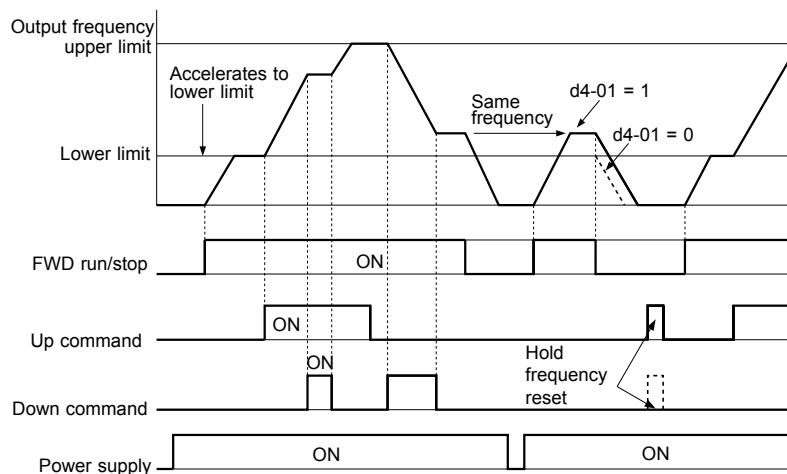 Output frequency
upper limit
Accelerates to
lower limit
Same
frequency
d4-01 = 1
d4-01 = 0
Lower limit
FWD run/stop
ON
Up command
ON
ON
Hold
frequency
reset
Down command
Power supply
ON
ON